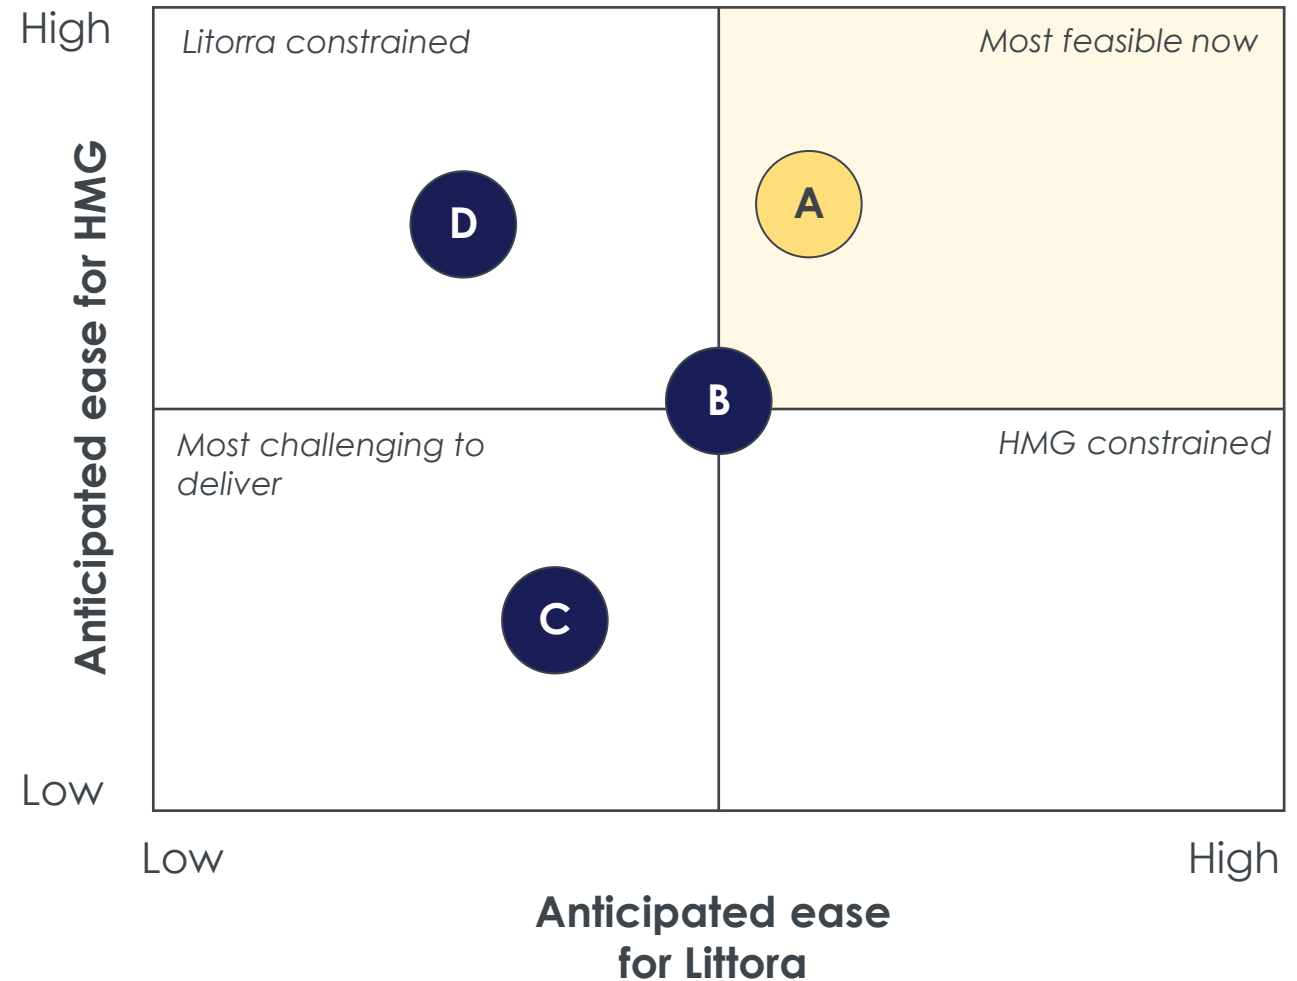 High
Litorra constrained
Most feasible now
Anticipated ease for HMG
D
A
B
Most challenging to
deliver
HMG constrained
C
Low
Low
High
Anticipated ease
for Littora